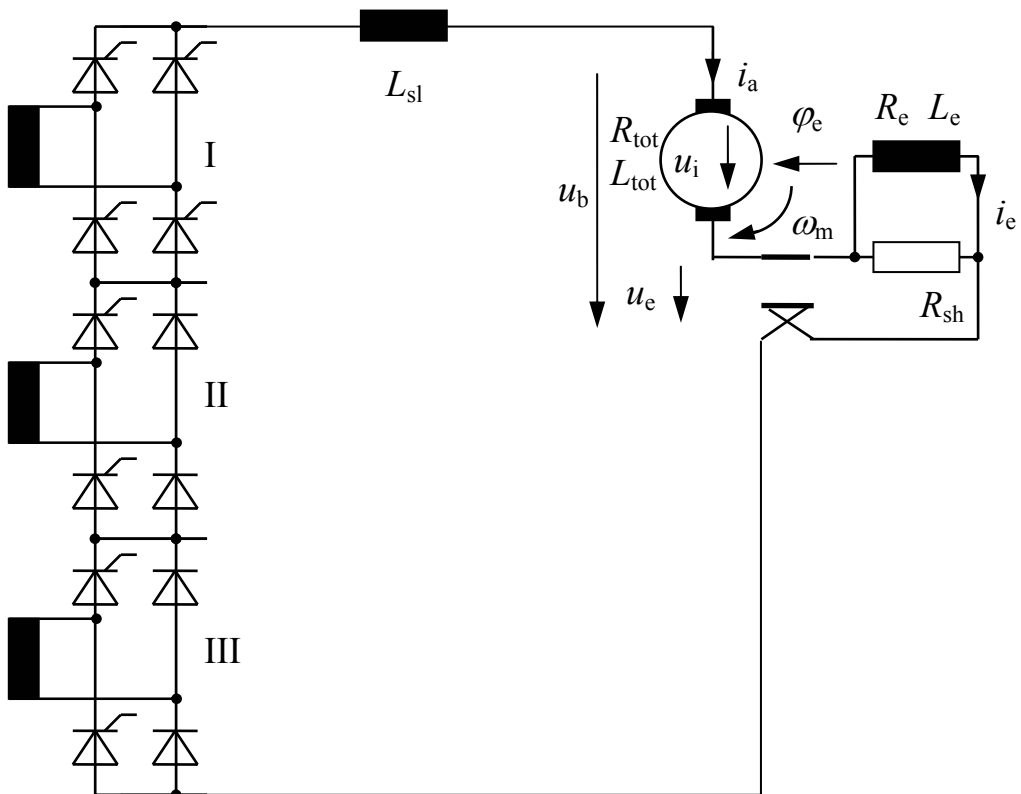 L_sl
i_a
R_tot
L_tot
u_i
φ_e
R_e L_e
I
u_b
ω_m
i_e
u_e
R_sh
II
III